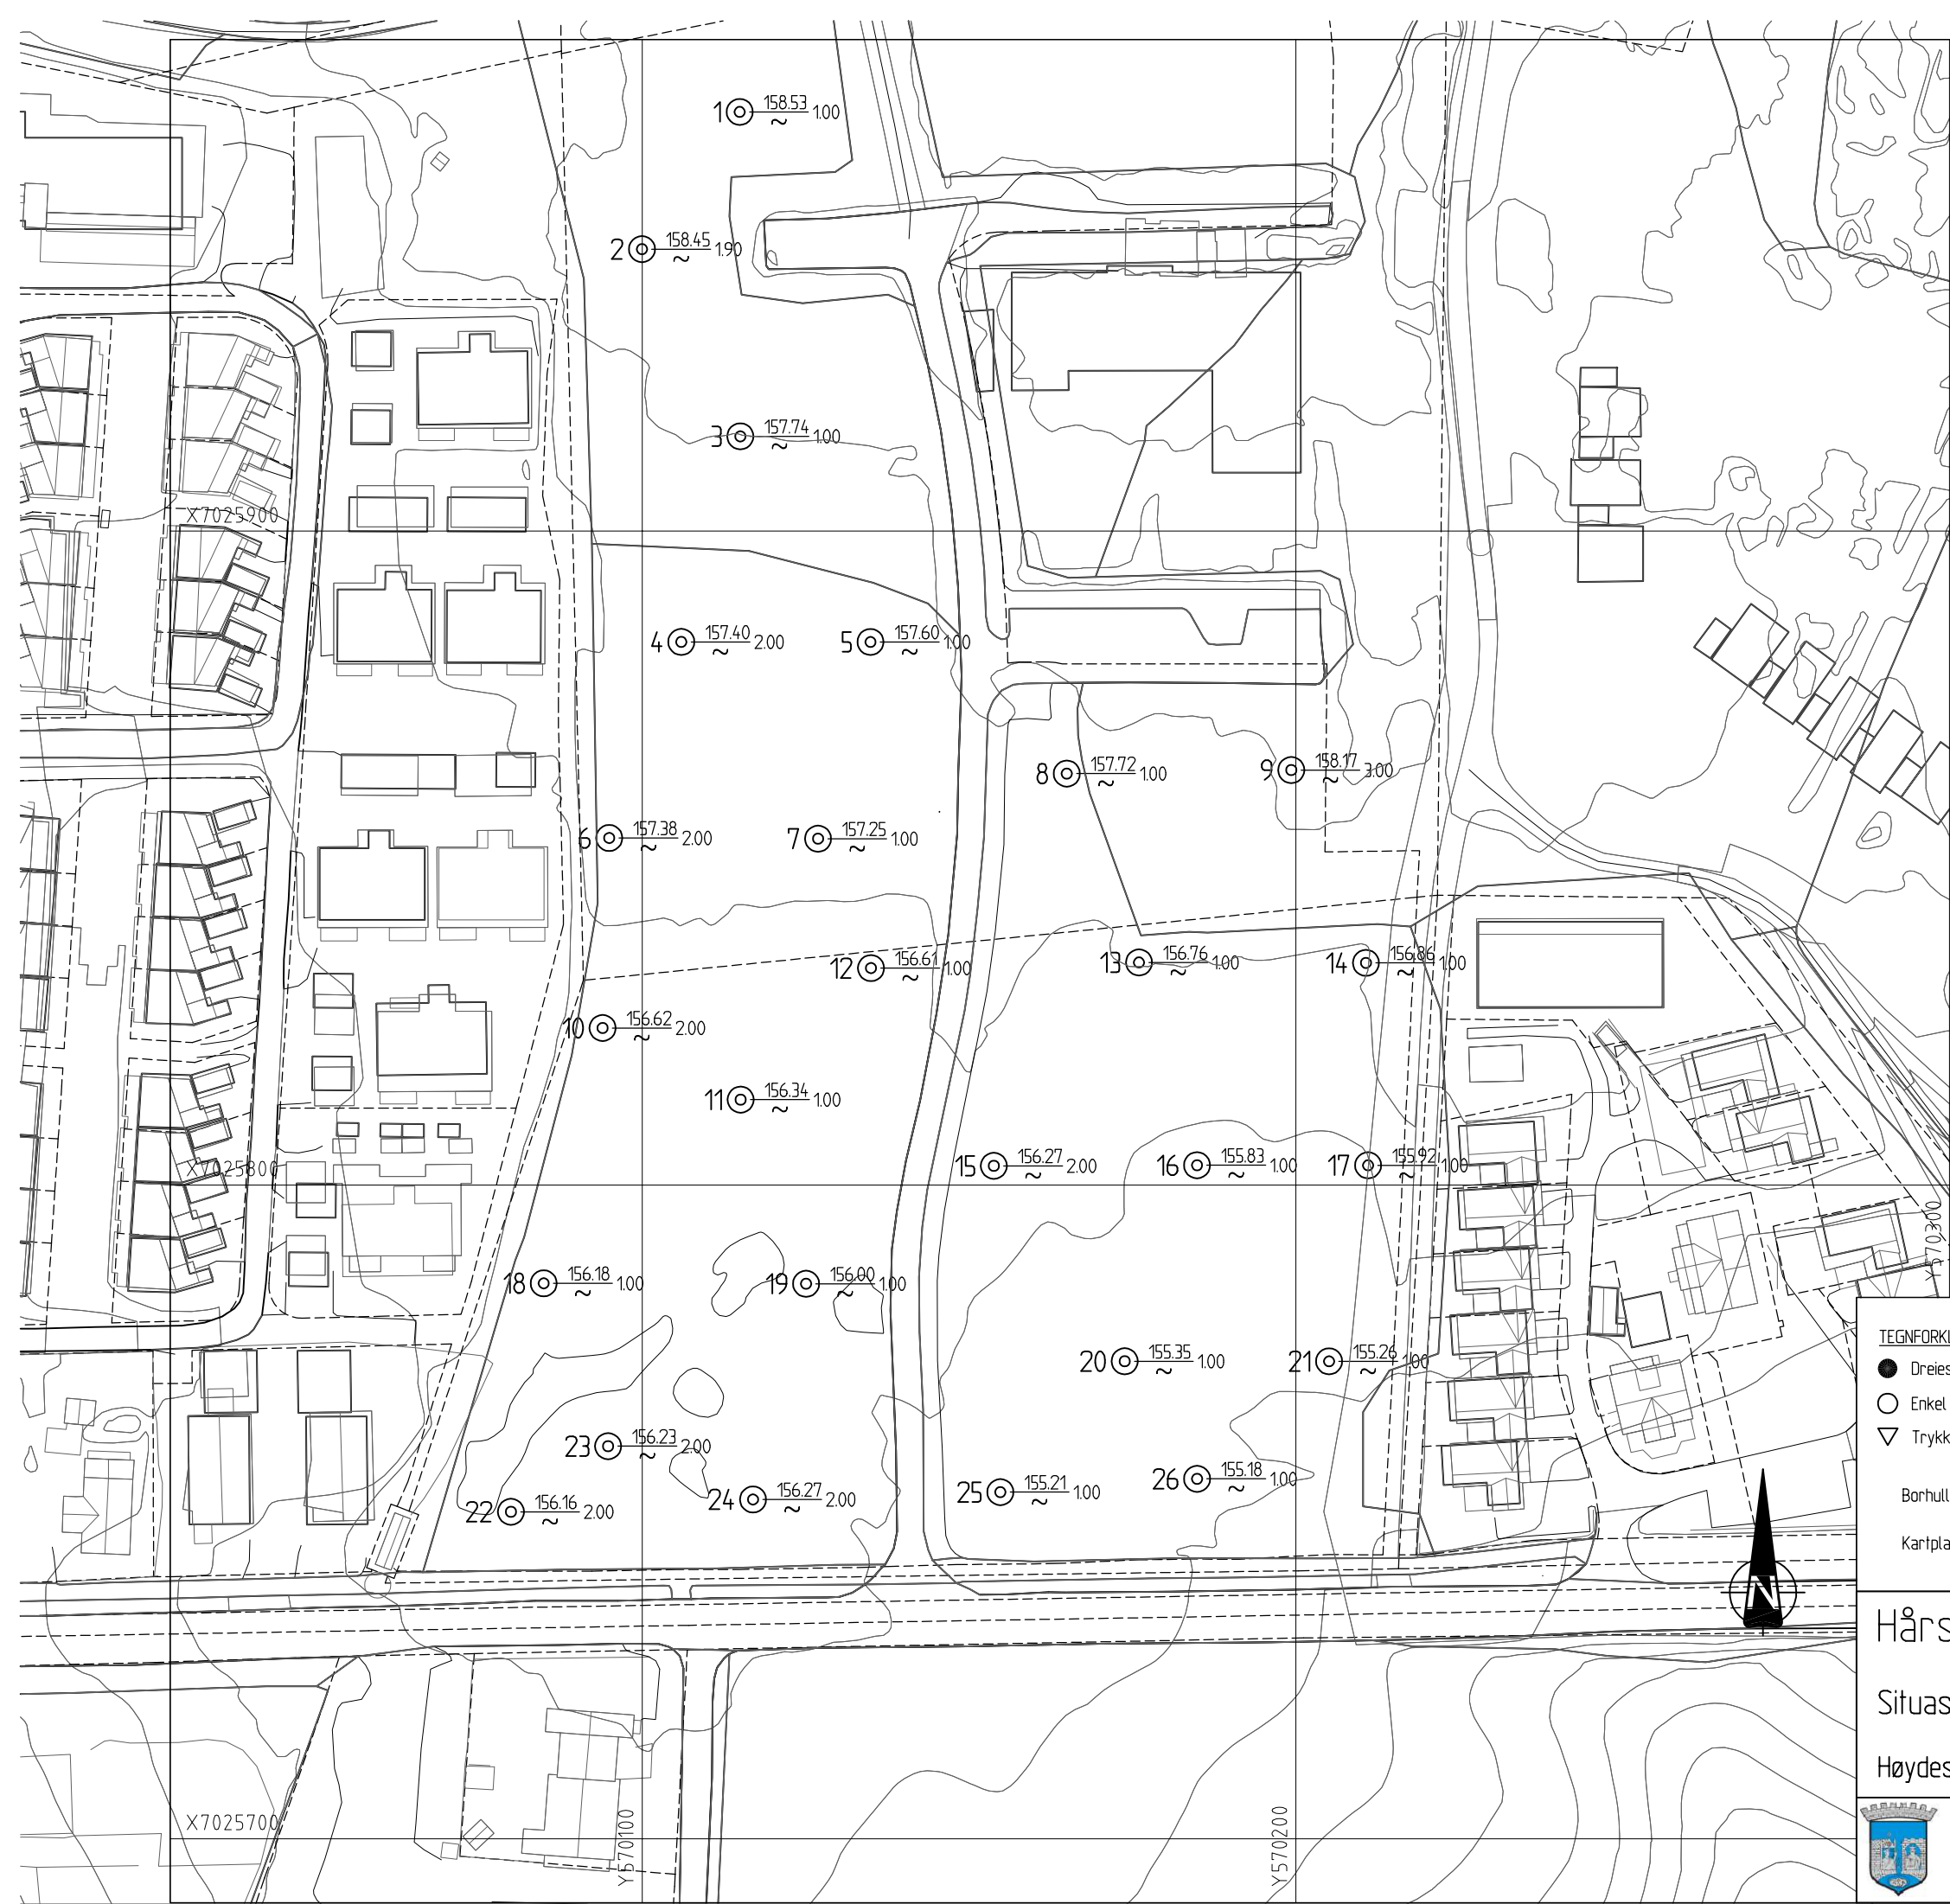 1 158.53 ~ 1.00
2 158.45 ~ 1.90
3 157.74 ~ 1.00
X7025900
4 157.40 ~ 2.00
5 157.60 ~ 1.00
8 157.72 ~ 1.00
9 158.17 ~ 3.00
6 157.38 ~ 2.00
7 157.25 ~ 1.00
12 156.61 ~ 1.00
13 156.76 ~ 1.00
14 156.86 ~ 1.00
10 156.62 ~ 2.00
11 156.34 ~ 1.00
X7025800
15 156.27 ~ 2.00
16 155.83 ~ 1.00
17 155.92 ~ 1.00
Y570300
18 156.18 ~ 1.00
19 156.00 ~ 1.00
20 155.35 ~ 1.00
21 155.26 ~ 1.00
23 156.23 ~ 2.00
22 156.16 ~ 2.00
24 156.27 ~ 2.00
25 155.21 ~ 1.00
26 155.18 ~ 1.00
TEGNFORKL
Dreies
Enkel
Trykk
Borhull
Kartpla
N
Hårs
Situas
Høydes
X7025700
Y570100
Y570200